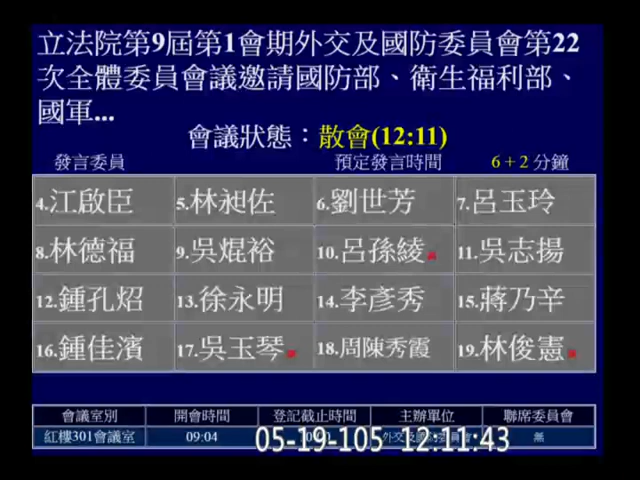 立法院第9屆第1會期外交及國防委員會第22
次全體委員會議邀請國防部、衛生福利部、
國軍...
會議狀態：散會(12:11)
發言委員 預定發言時間 6+2 分鐘
4.江啟臣 5.林昶佐 6.劉世芳 7.呂玉玲
8.林德福 9.吳焜裕 10.呂孫綾 11.吳志揚
12.鍾孔炤 13.徐永明 14.李彥秀 15.蔣乃辛
16.鍾佳濱 17.吳玉琴 18.周陳秀霞 19.林俊憲
會議室別 開會時間 登記截止時間 主辦單位 聯席委員會
紅樓301會議室 09:04 外交及國防委員會 無
05-19-105 12:11:43